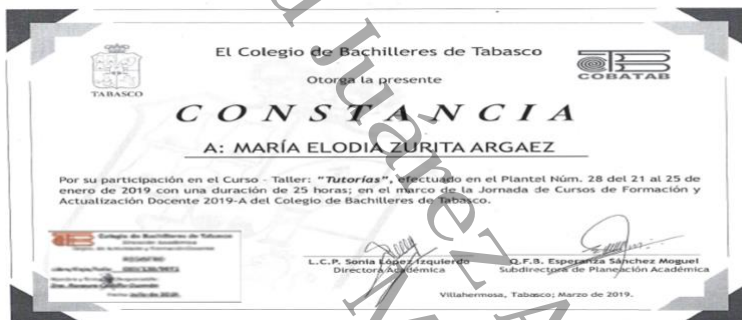 El Colegio de Bachilleres de Tabasco
Otorga la presente
TABASCO
COBATAB
CONSTANCIA
A: MARÍA ELODIA ZURITA ARGAEZ
Por su participación en el Curso - Taller: "Tutorías", efectuado en el Plantel Núm. 28 del 21 al 25 de
enero de 2019 con una duración de 25 horas; en el marco de la Jornada de Cursos de Formación y
Actualización Docente 2019-A del Colegio de Bachilleres de Tabasco.
Colegio de Bachilleres de Tabasco
Dirección Académica
REGISTRO
L.C.P. Sonia López Izquierdo
Directora Académica
Q.F.B. Esperanza Sánchez Moguel
Subdirectora de Planeación Académica
Villahermosa, Tabasco; Marzo de 2019.
Juárez